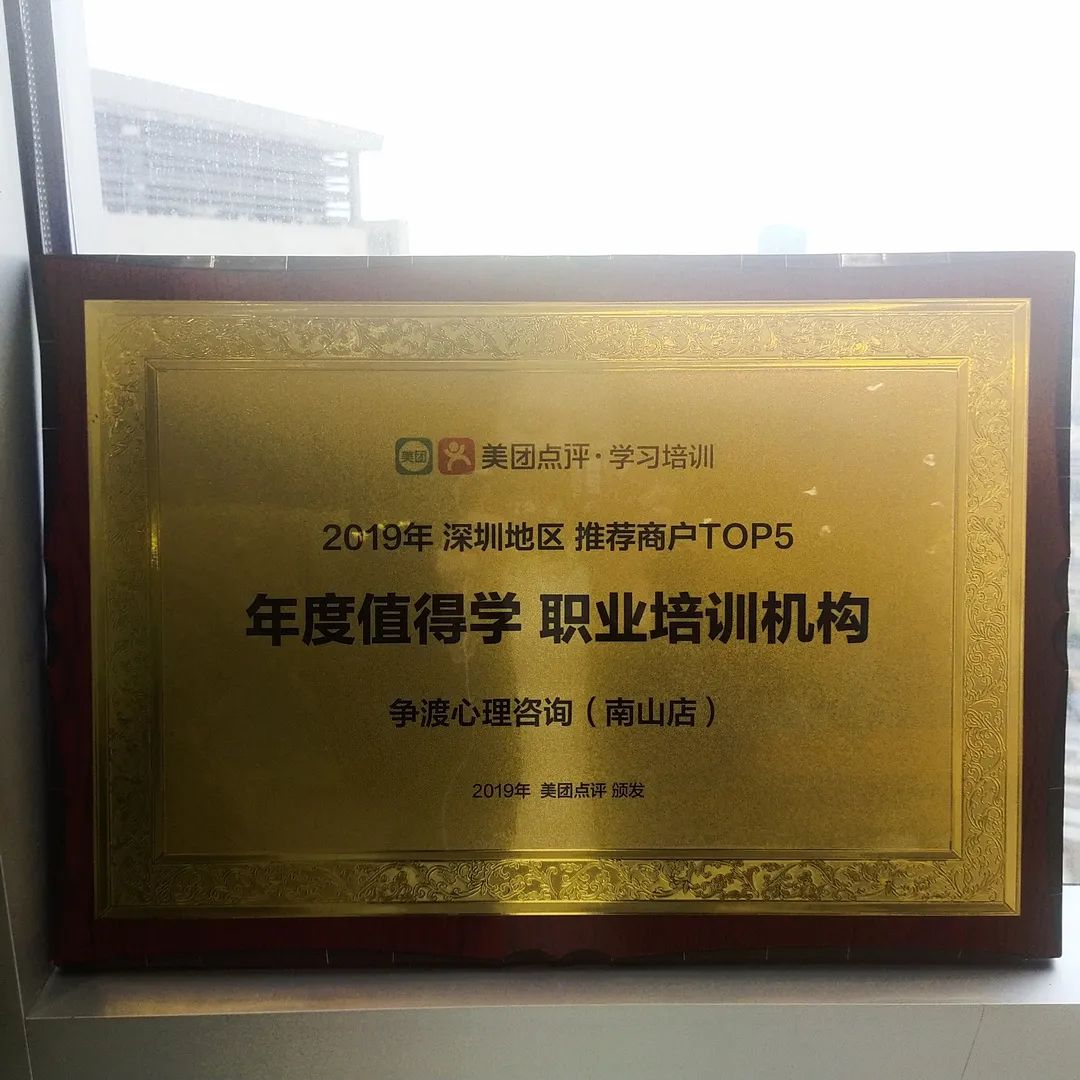 美团 美团点评·学习培训
2019年 深圳地区 推荐商户TOP5
年度值得学 职业培训机构
争渡心理咨询（南山店）
2019年 美团点评 颁发